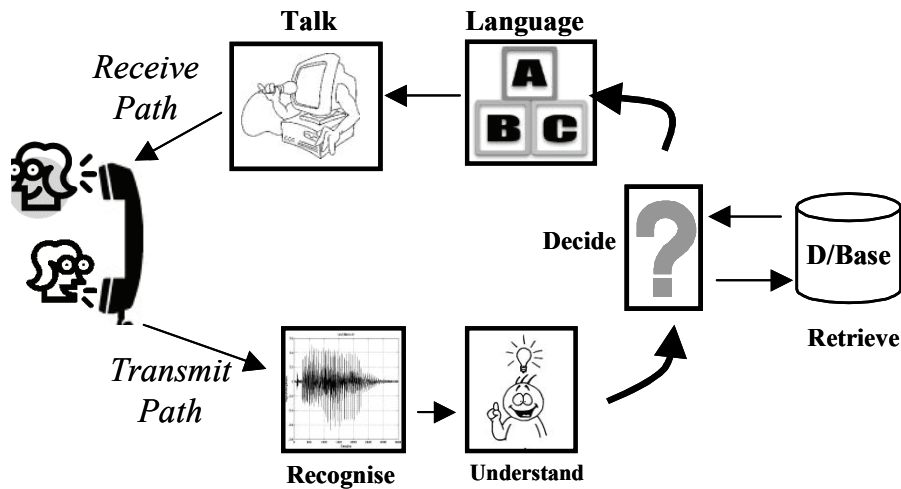 Talk
Language
Receive
Path
A
B C
Decide
?
D/Base
Retrieve
Transmit
Path
Recognise
Understand